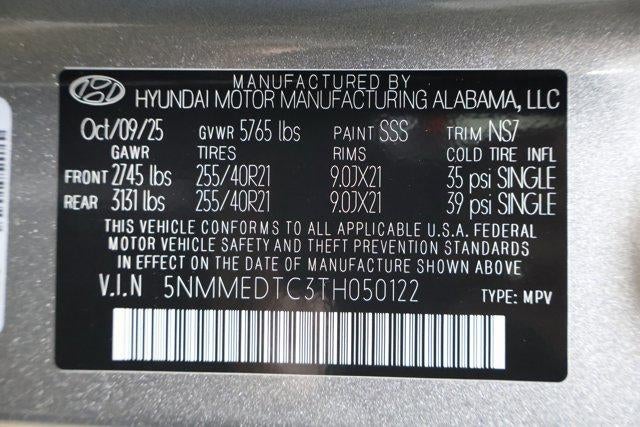 MANUFACTURED BY
HYUNDAI MOTOR MANUFACTURING ALABAMA, LLC
Oct/09/25 GVWR 5765 lbs PAINT SSS TRIM NS7
GAWR TIRES RIMS COLD TIRE INFL
FRONT 2745 lbs 255/40R21 9.0JX21 35 psi SINGLE
REAR 3131 lbs 255/40R21 9.0JX21 39 psi SINGLE
THIS VEHICLE CONFORMS TO ALL APPLICABLE U.S.A. FEDERAL
MOTOR VEHICLE SAFETY AND THEFT PREVENTION STANDARDS
IN EFFECT ON THE DATE OF MANUFACTURE SHOWN ABOVE.
V.I.N 5NMMEDTC3TH050122 TYPE: MPV